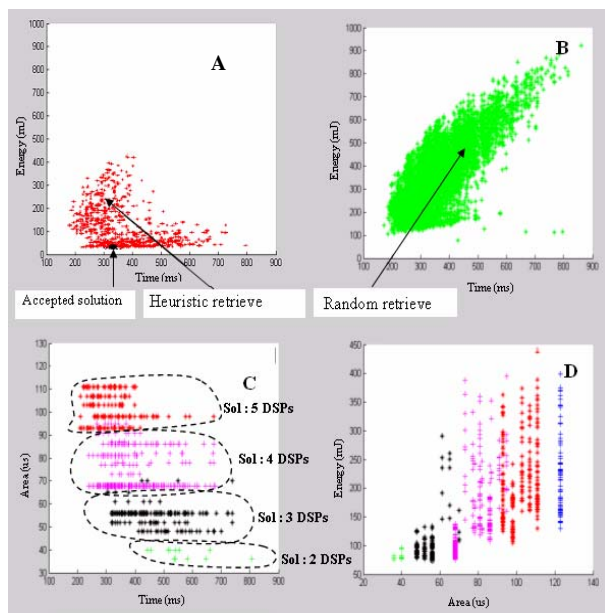 A
1000
900
800
700
600
500
400
300
200
100
0
Energy (mJ)
100 200 300 400 500 600 700 800 900
Time (ms)
B
1000
900
800
700
600
500
400
300
200
100
0
Energy (mJ)
100 200 300 400 500 600 700 800 900
Time (ms)
Accepted solution
Heuristic retrieve
Random retrieve
C
130
120
110
100
90
80
70
60
50
40
30
Area (us)
Sol : 5 DSPs
Sol : 4 DSPs
Sol : 3 DSPs
Sol : 2 DSPs
100 200 300 400 500 600 700 800 900
Time (ms)
D
450
400
350
300
250
200
150
100
50
0
Energy (mJ)
20 40 60 80 100 120 140
Area (us)